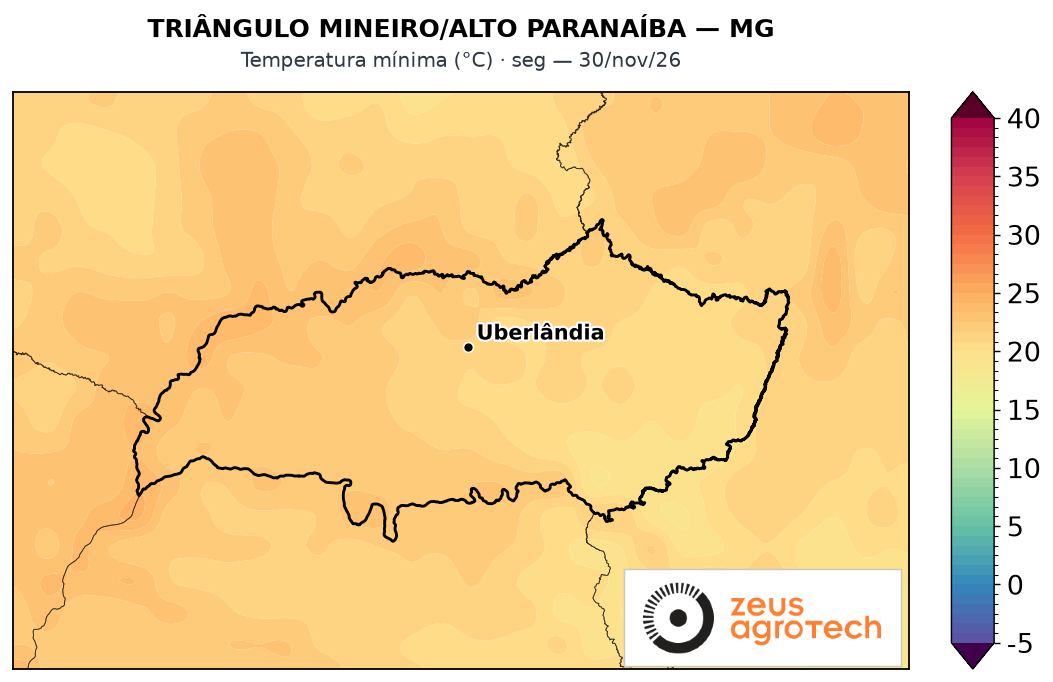 TRIÂNGULO MINEIRO/ALTO PARANAÍBA — MG
Temperatura mínima (°C) · seg — 30/nov/26
Uberlândia
40
35
30
25
20
15
10
5
0
-5
zeus
agrotech